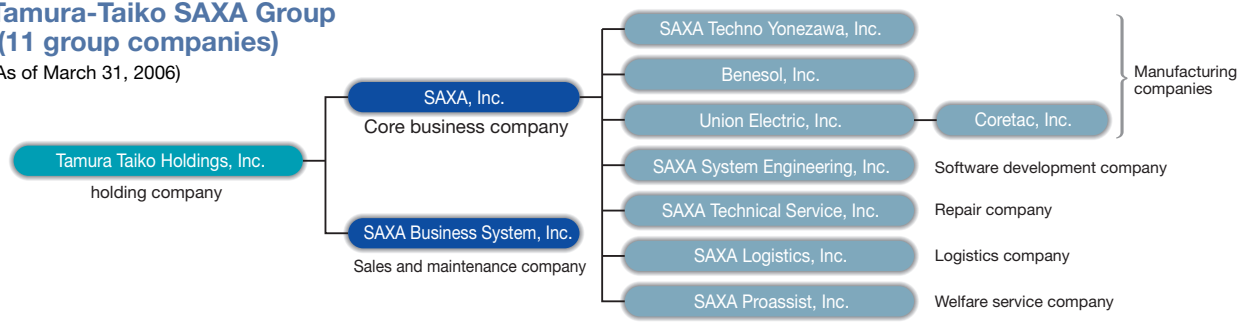 Tamura-Taiko SAXA Group
(11 group companies)
(As of March 31, 2006)
Tamura Taiko Holdings, Inc.
holding company
SAXA, Inc.
Core business company
SAXA Business System, Inc.
Sales and maintenance company
SAXA Techno Yonezawa, Inc.
Benesol, Inc.
Union Electric, Inc.
Coretac, Inc.
Manufacturing
companies
SAXA System Engineering, Inc.
Software development company
SAXA Technical Service, Inc.
Repair company
SAXA Logistics, Inc.
Logistics company
SAXA Proassist, Inc.
Welfare service company